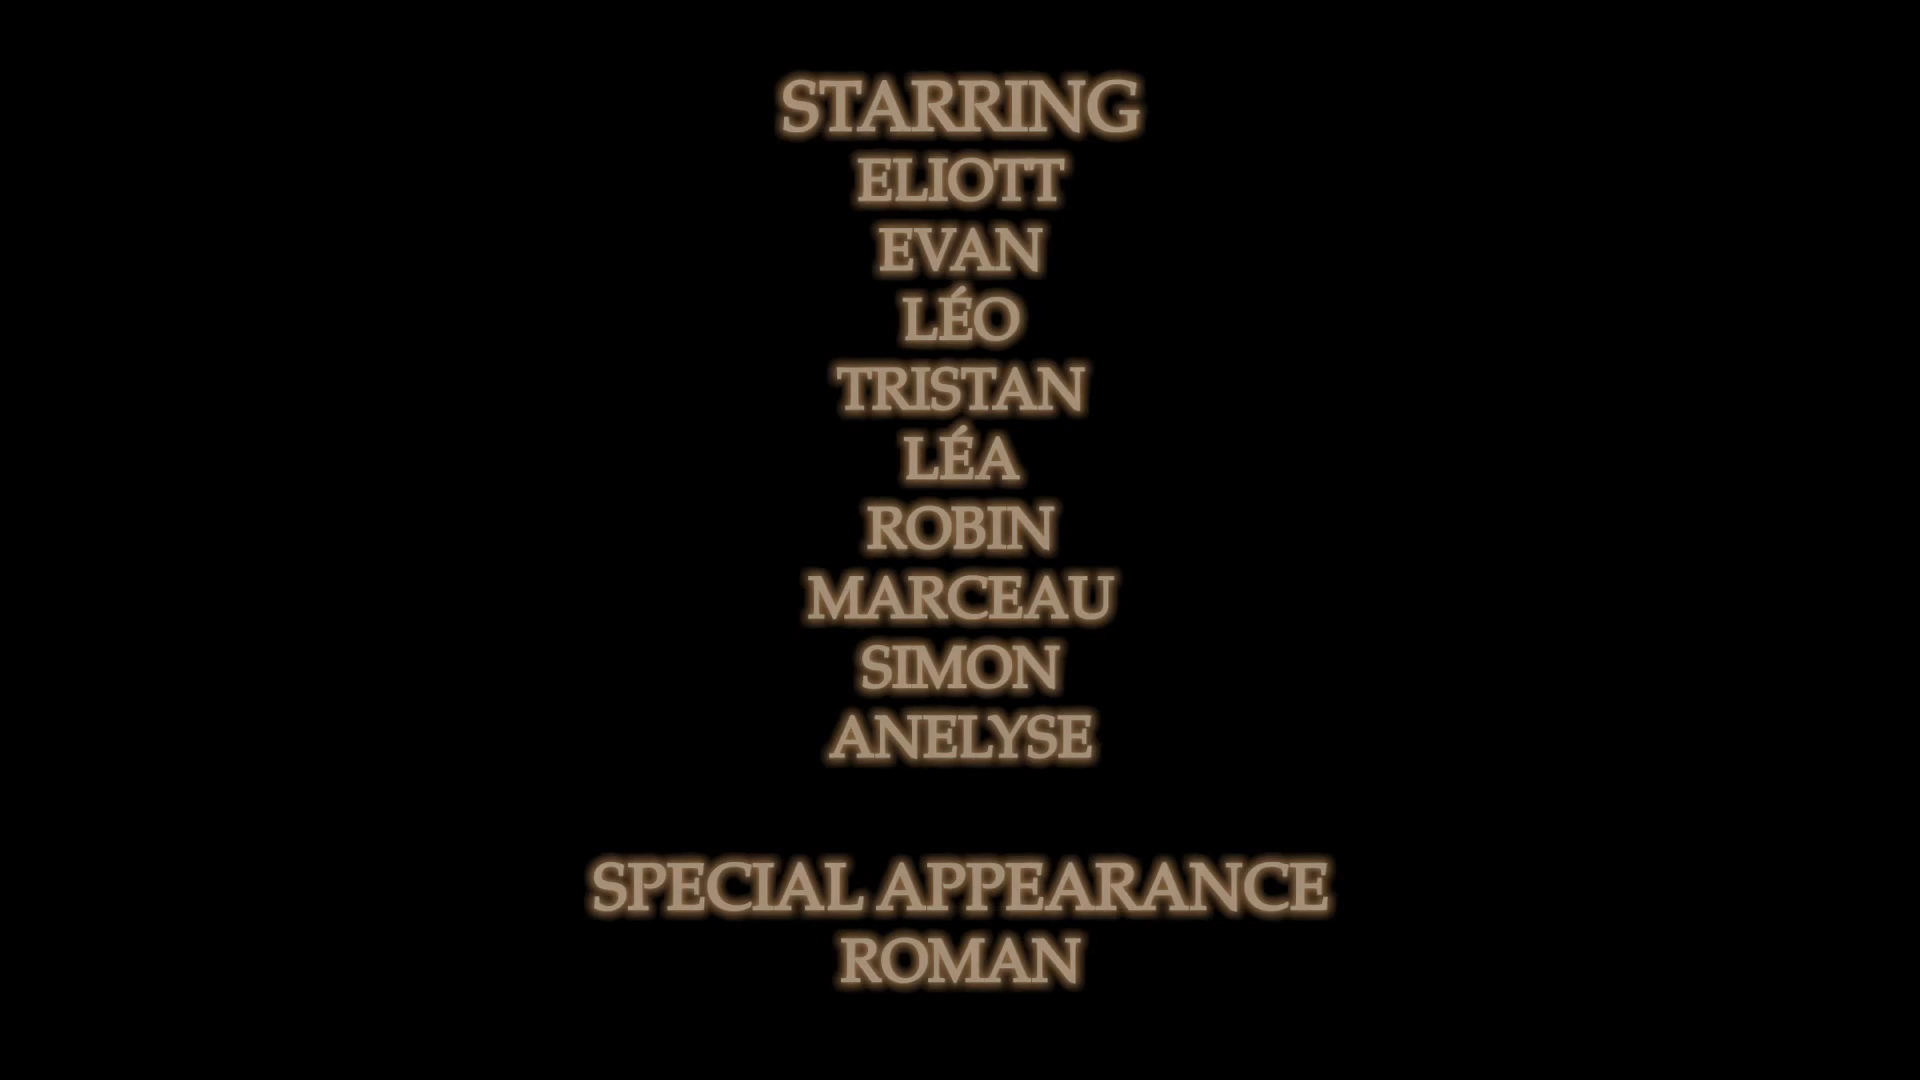 STARRING
ELIOTT
EVAN
LÉO
TRISTAN
LÉA
ROBIN
MARCEAU
SIMON
ANELYSE
SPECIAL APPEARANCE
ROMAN